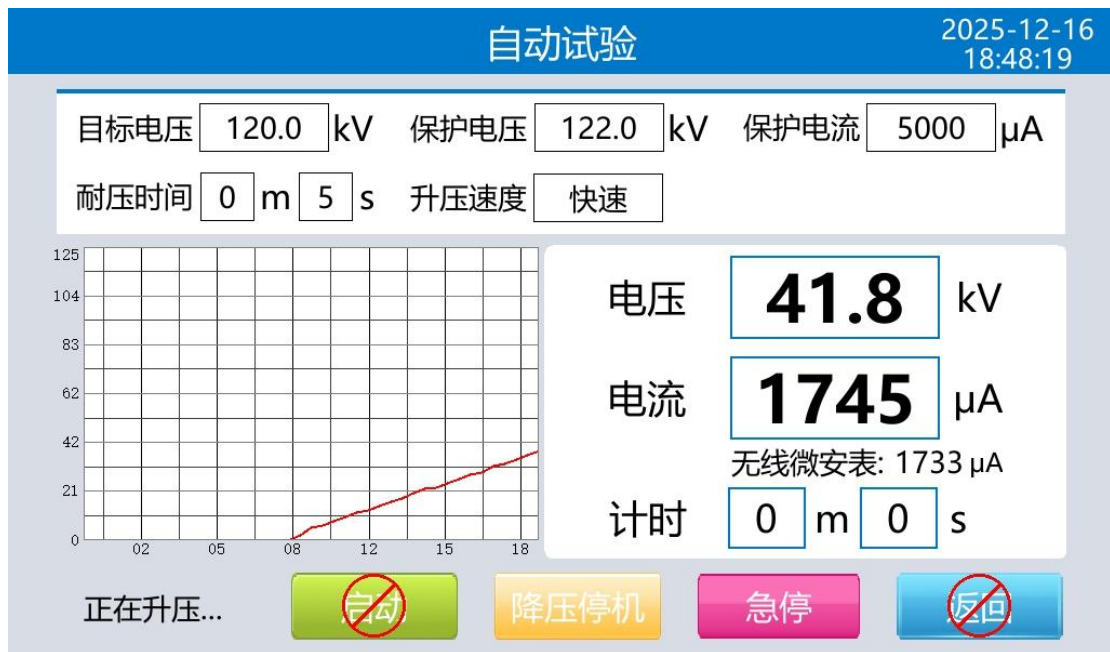 自动试验
2025-12-16
18:48:19
目标电压 120.0 kV 保护电压 122.0 kV 保护电流 5000 μA
耐压时间 0 m 5 s 升压速度 快速
125
104
83
62
42
21
0
02 05 08 12 15 18
电压 41.8 kV
电流 1745 μA
无线微安表: 1733 μA
计时 0 m 0 s
正在升压... 启动 降压停机 急停 返回